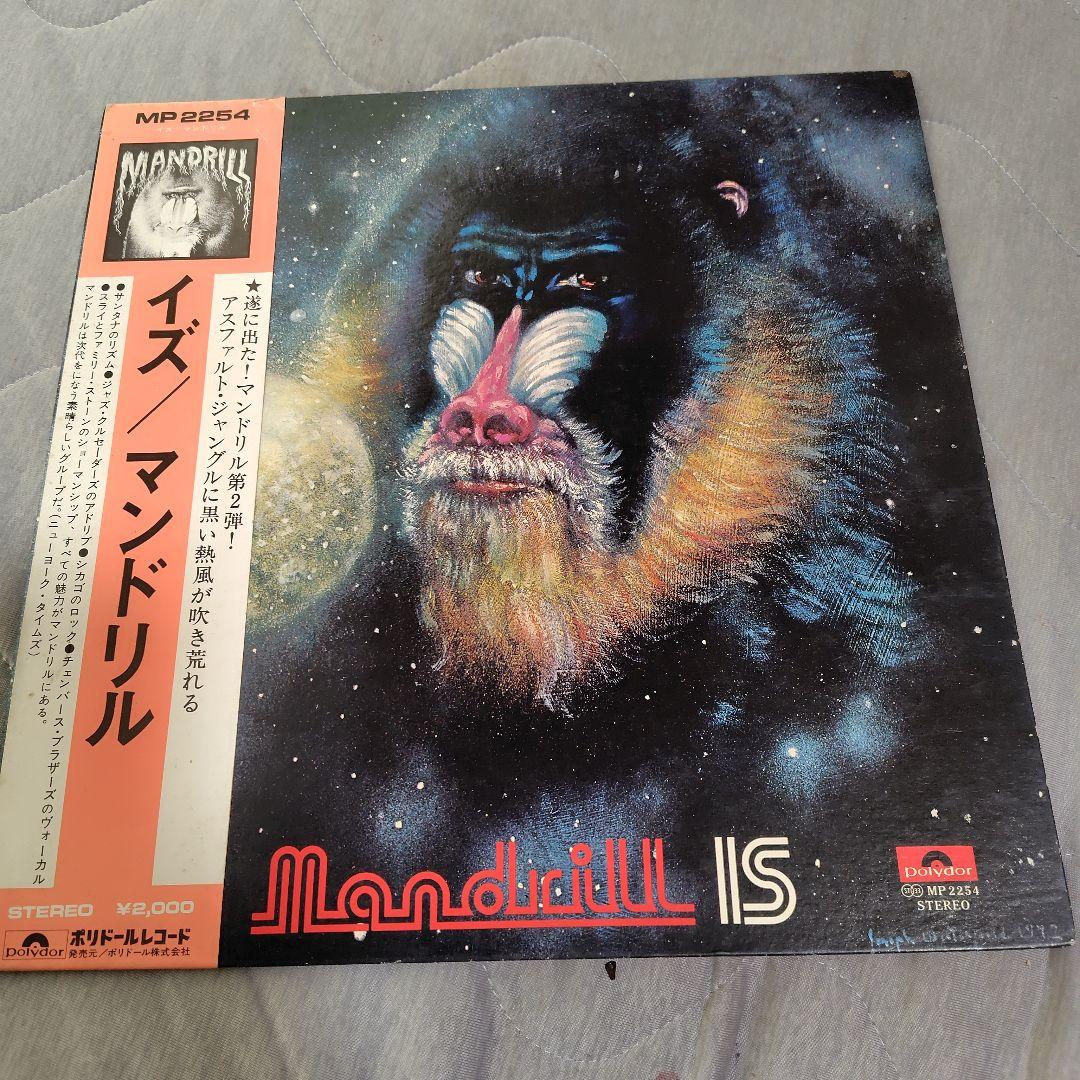 MP2254
イズ／マンドリル
MANDRILL
イズ／マンドリル
★遂に出た！マンドリル第2弾！
アスファルト・ジャングルに黒い熱風が吹き荒れる
●サンタナのリズム●ジャズ・クルセーダーズのアドリブ●シカゴのロック●チェンバース・ブラザーズのヴォーカル
●スライとファミリー・ストーンのショーマンシップ、すべての魅力がマンドリルにある。
マンドリルは次代をになう素晴らしいグループだ。(ニューヨーク・タイムズ)
STEREO ¥2,000
Polydor
ポリドールレコード
発売元／ポリドール株式会社
Mandrill IS
Polydor
MP 2254
STEREO
1972